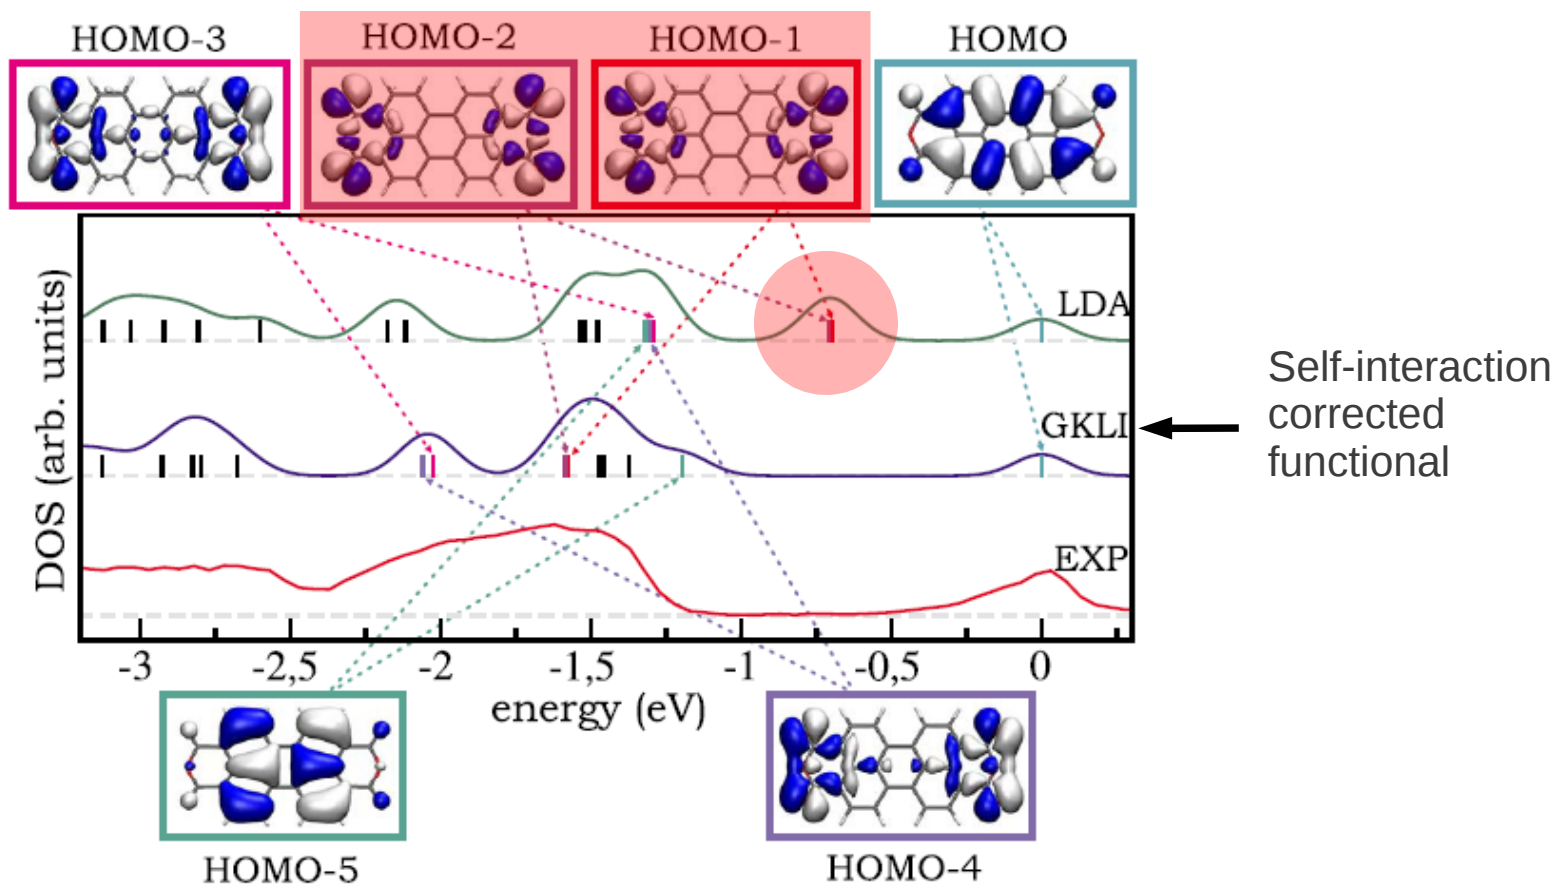 HOMO-3
HOMO-2
HOMO-1
HOMO
DOS (arb. units)
LDA
GKLI
EXP
Self-interaction
corrected
functional
-3
-2,5
-2
-1,5
-1
-0,5
0
energy (eV)
HOMO-5
HOMO-4